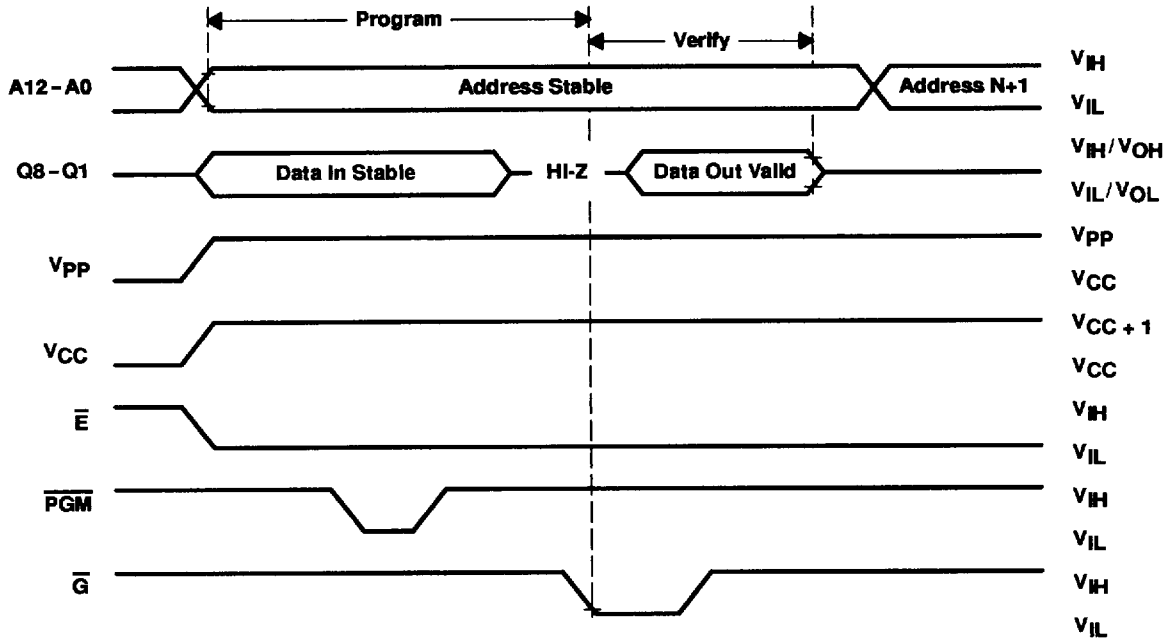 Program
Verify
A12–A0 Address Stable Address N+1 VIH
VIL
Q8–Q1 Data In Stable HI-Z Data Out Valid VIH/VOH
VIL/VOL
VPP VPP
VCC
VCC VCC + 1
VCC
E̅ VIH
VIL
P̅G̅M̅ VIH
VIL
G̅ VIH
VIL